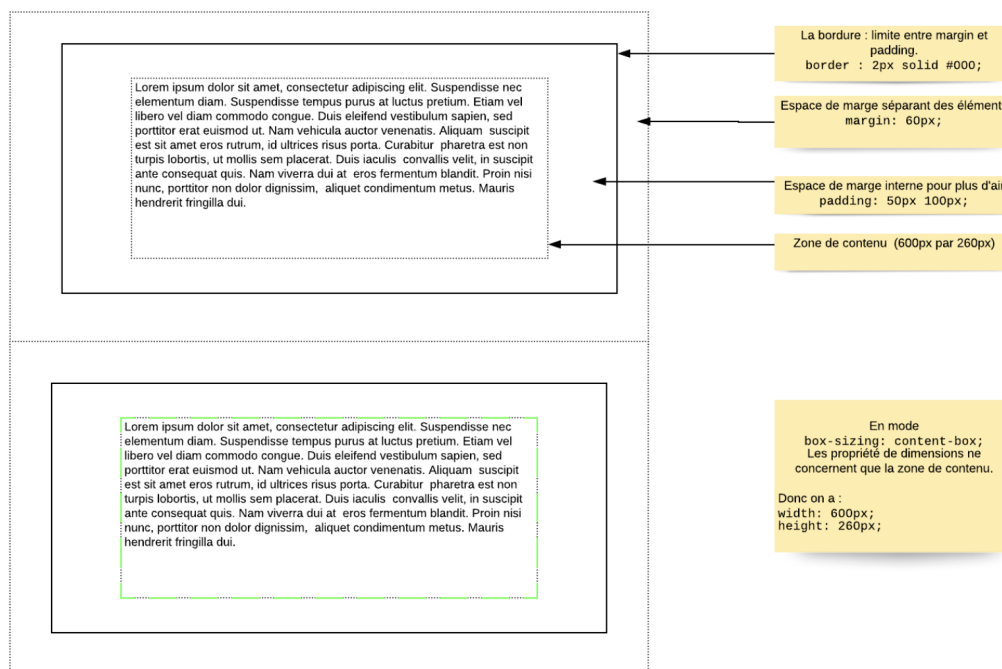 Lorem ipsum dolor sit amet, consectetur adipiscing elit. Suspendisse nec
elementum diam. Suspendisse tempus purus at luctus pretium. Etiam vel
libero vel diam commodo congue. Duis eleifend vestibulum sapien, sed
porttitor erat euismod ut. Nam vehicula auctor venenatis. Aliquam  suscipit
est sit amet eros rutrum, id ultrices risus porta. Curabitur  pharetra est non
turpis lobortis, ut mollis sem placerat. Duis iaculis  convallis velit, in suscipit
ante consequat quis. Nam viverra dui at  eros fermentum blandit. Proin nisi
nunc, porttitor non dolor dignissim,  aliquet condimentum metus. Mauris
hendrerit fringilla dui.
La bordure : limite entre margin et
padding.
border : 2px solid #000;
Espace de marge séparant des élément
margin: 60px;
Espace de marge interne pour plus d'air
padding: 50px 100px;
Zone de contenu  (600px par 260px)
Lorem ipsum dolor sit amet, consectetur adipiscing elit. Suspendisse nec
elementum diam. Suspendisse tempus purus at luctus pretium. Etiam vel
libero vel diam commodo congue. Duis eleifend vestibulum sapien, sed
porttitor erat euismod ut. Nam vehicula auctor venenatis. Aliquam  suscipit
est sit amet eros rutrum, id ultrices risus porta. Curabitur  pharetra est non
turpis lobortis, ut mollis sem placerat. Duis iaculis  convallis velit, in suscipit
ante consequat quis. Nam viverra dui at  eros fermentum blandit. Proin nisi
nunc, porttitor non dolor dignissim,  aliquet condimentum metus. Mauris
hendrerit fringilla dui.
En mode
box-sizing: content-box;
Les propriété de dimensions ne
concernent que la zone de contenu.
Donc on a :
width: 600px;
height: 260px;